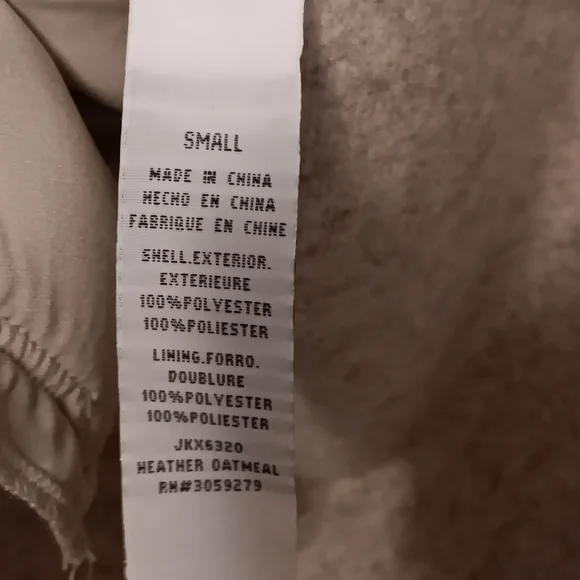 SMALL
MADE IN CHINA
HECHO EN CHINA
FABRIQUE EN CHINE
SHELL.EXTERIOR.
EXTERIEURE
100%POLYESTER
100%POLIESTER
LINING.FORRO.
DOUBLURE
100%POLYESTER
100%POLIESTER
JKX6320
HEATHER OATMEAL
RN#3059279